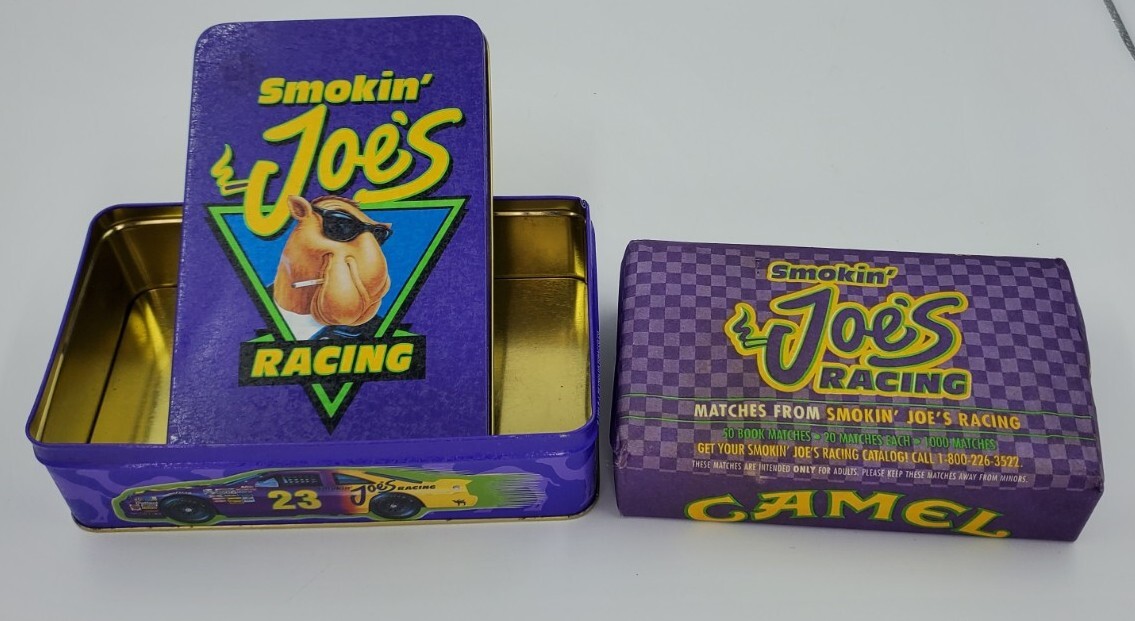 Smokin'
Joe's
RACING
23
Joe's RACING
Smokin'
Joe's
RACING
MATCHES FROM SMOKIN' JOE'S RACING
50 BOOK MATCHES • 20 MATCHES EACH • 1000 MATCHES
GET YOUR SMOKIN' JOE'S RACING CATALOG! CALL 1-800-226-3522.
THESE MATCHES ARE INTENDED ONLY FOR ADULTS. PLEASE KEEP THESE MATCHES AWAY FROM MINORS.
CAMEL